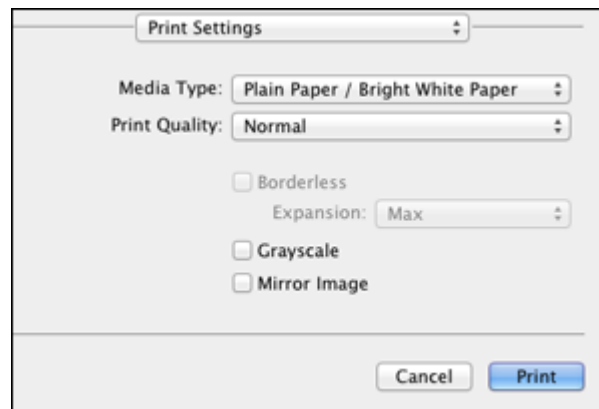 Print Settings
Media Type: Plain Paper / Bright White Paper
Print Quality: Normal
Borderless
Expansion: Max
Grayscale
Mirror Image
Cancel Print